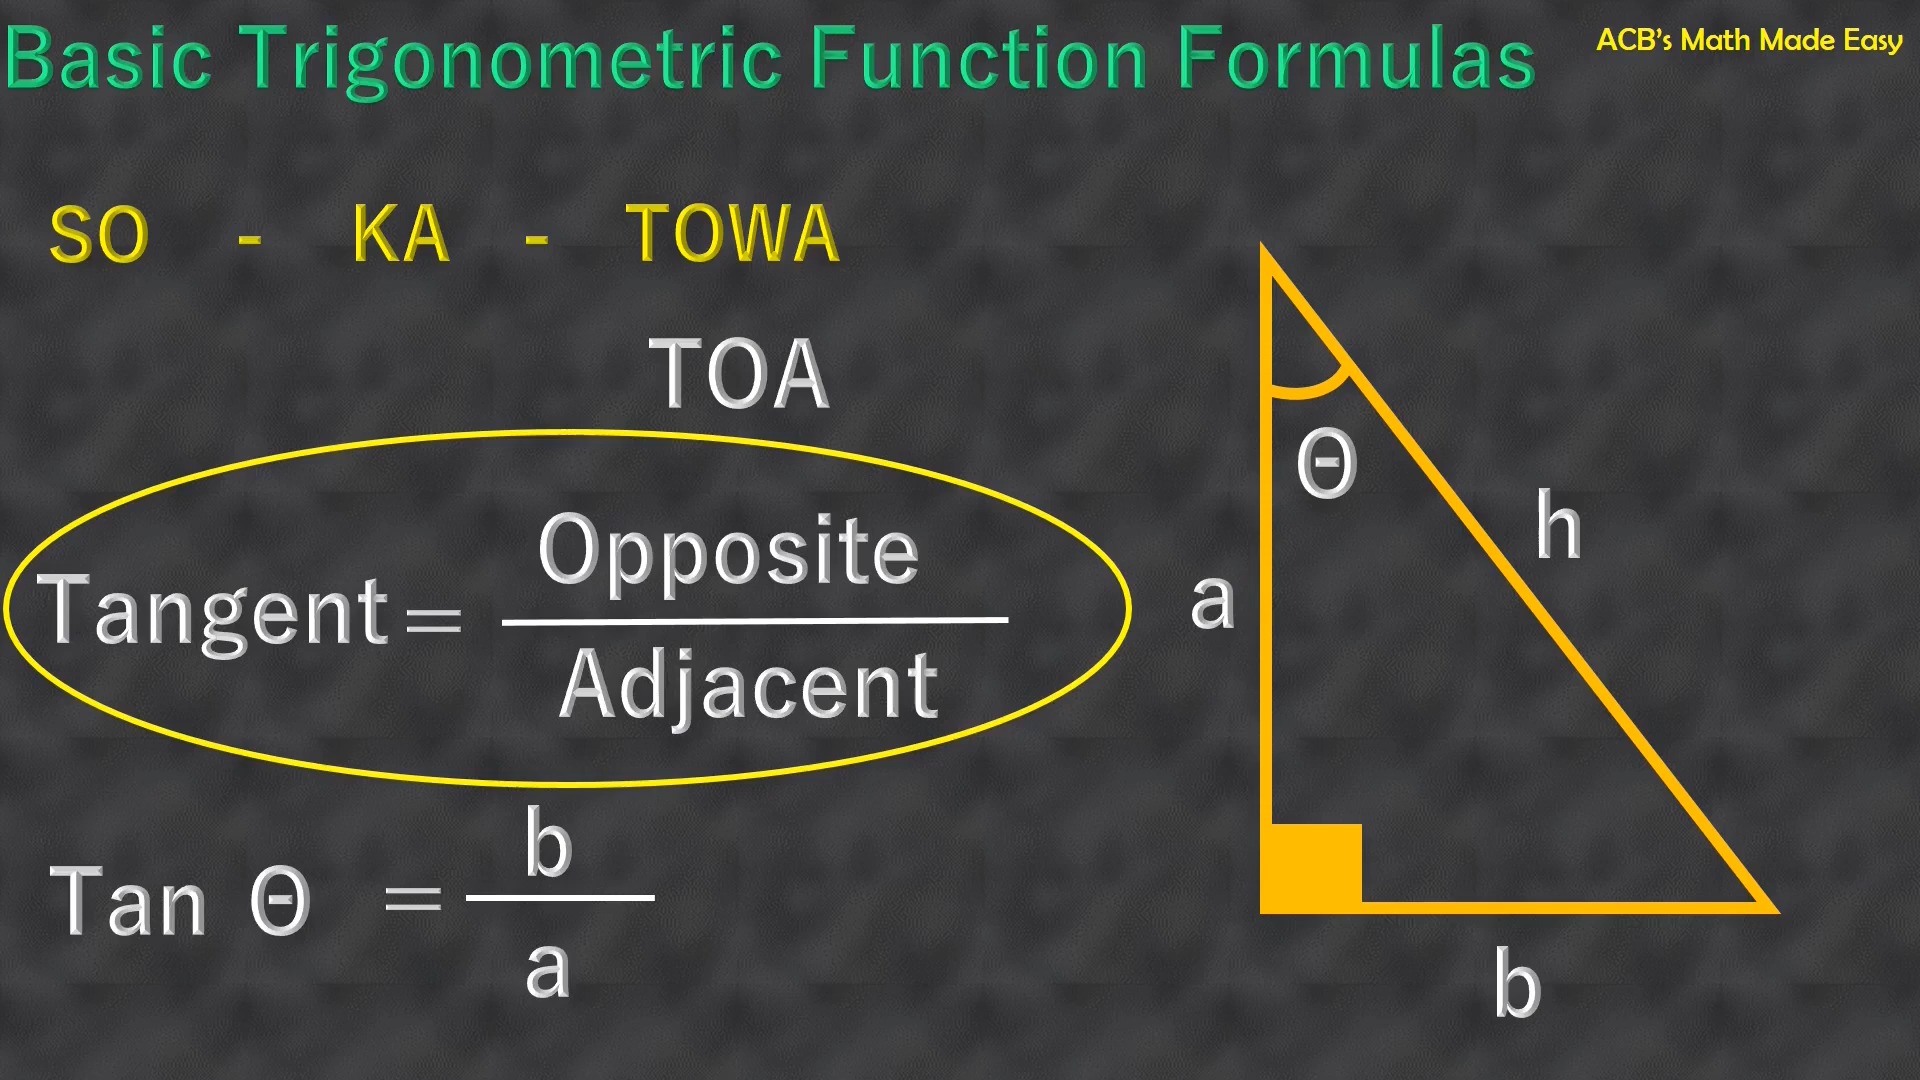 Basic Trigonometric Function Formulas
ACB's Math Made Easy
SO - KA - TOWA
TOA
Tangent = Opposite
Adjacent
Tan Θ = b
a
Θ
h
a
b